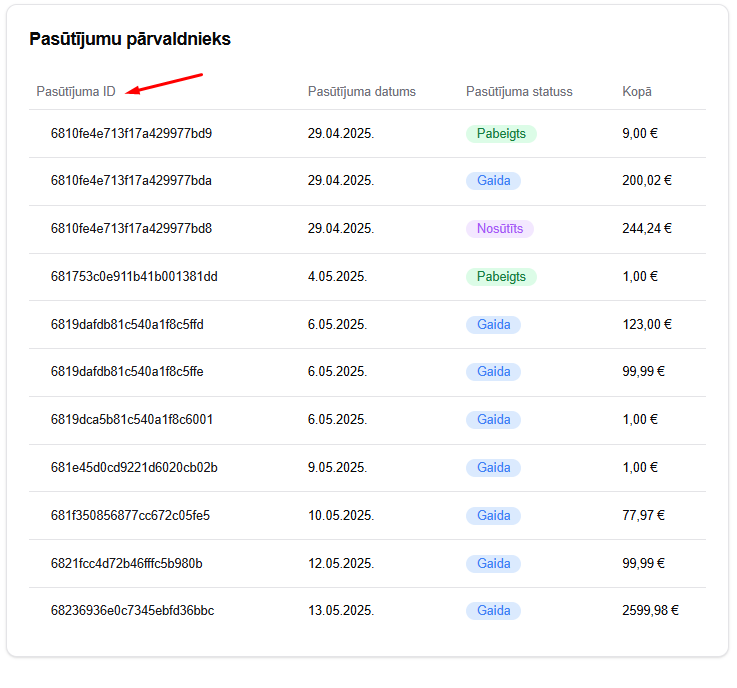 Pasūtījumu pārvaldnieks
Pasūtījuma ID Pasūtījuma datums Pasūtījuma statuss Kopā
6810fe4e713f17a429977bd9 29.04.2025. Pabeigts 9,00 €
6810fe4e713f17a429977bda 29.04.2025. Gaida 200,02 €
6810fe4e713f17a429977bd8 29.04.2025. Nosūtīts 244,24 €
681753c0e911b41b001381dd 4.05.2025. Pabeigts 1,00 €
6819dafdb81c540a1f8c5ffd 6.05.2025. Gaida 123,00 €
6819dafdb81c540a1f8c5ffe 6.05.2025. Gaida 99,99 €
6819dca5b81c540a1f8c6001 6.05.2025. Gaida 1,00 €
681e45d0cd9221d6020cb02b 9.05.2025. Gaida 1,00 €
681f350856877cc672c05fe5 10.05.2025. Gaida 77,97 €
6821fcc4d72b46fffc5b980b 12.05.2025. Gaida 99,99 €
68236936e0c7345ebfd36bbc 13.05.2025. Gaida 2599,98 €